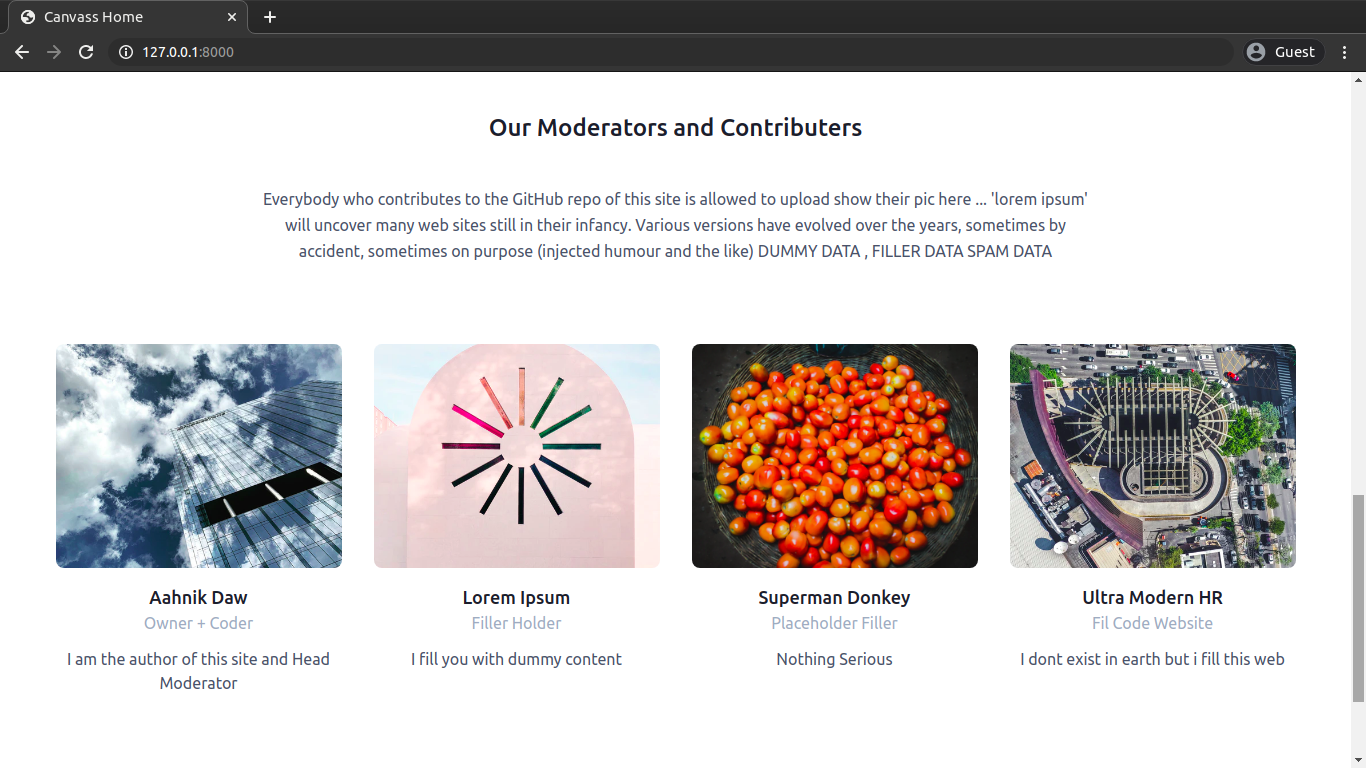 Canvass Home
127.0.0.1:8000
Guest
Our Moderators and Contributers
Everybody who contributes to the GitHub repo of this site is allowed to upload show their pic here ... 'lorem ipsum'
will uncover many web sites still in their infancy. Various versions have evolved over the years, sometimes by
accident, sometimes on purpose (injected humour and the like) DUMMY DATA , FILLER DATA SPAM DATA
Aahnik Daw
Owner + Coder
I am the author of this site and Head
Moderator
Lorem Ipsum
Filler Holder
I fill you with dummy content
Superman Donkey
Placeholder Filler
Nothing Serious
Ultra Modern HR
Fil Code Website
I dont exist in earth but i fill this web